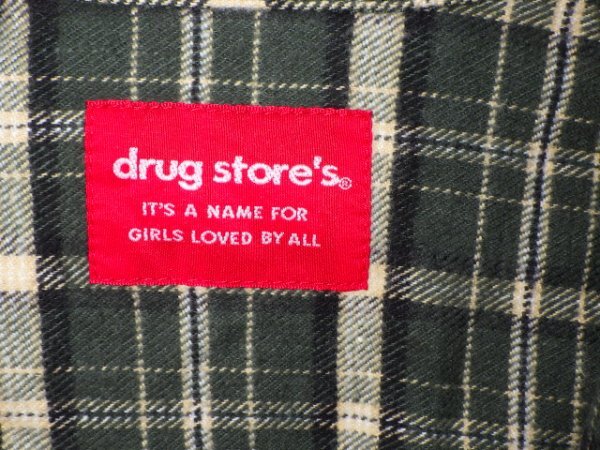 drug store's®
IT'S A NAME FOR
GIRLS LOVED BY ALL